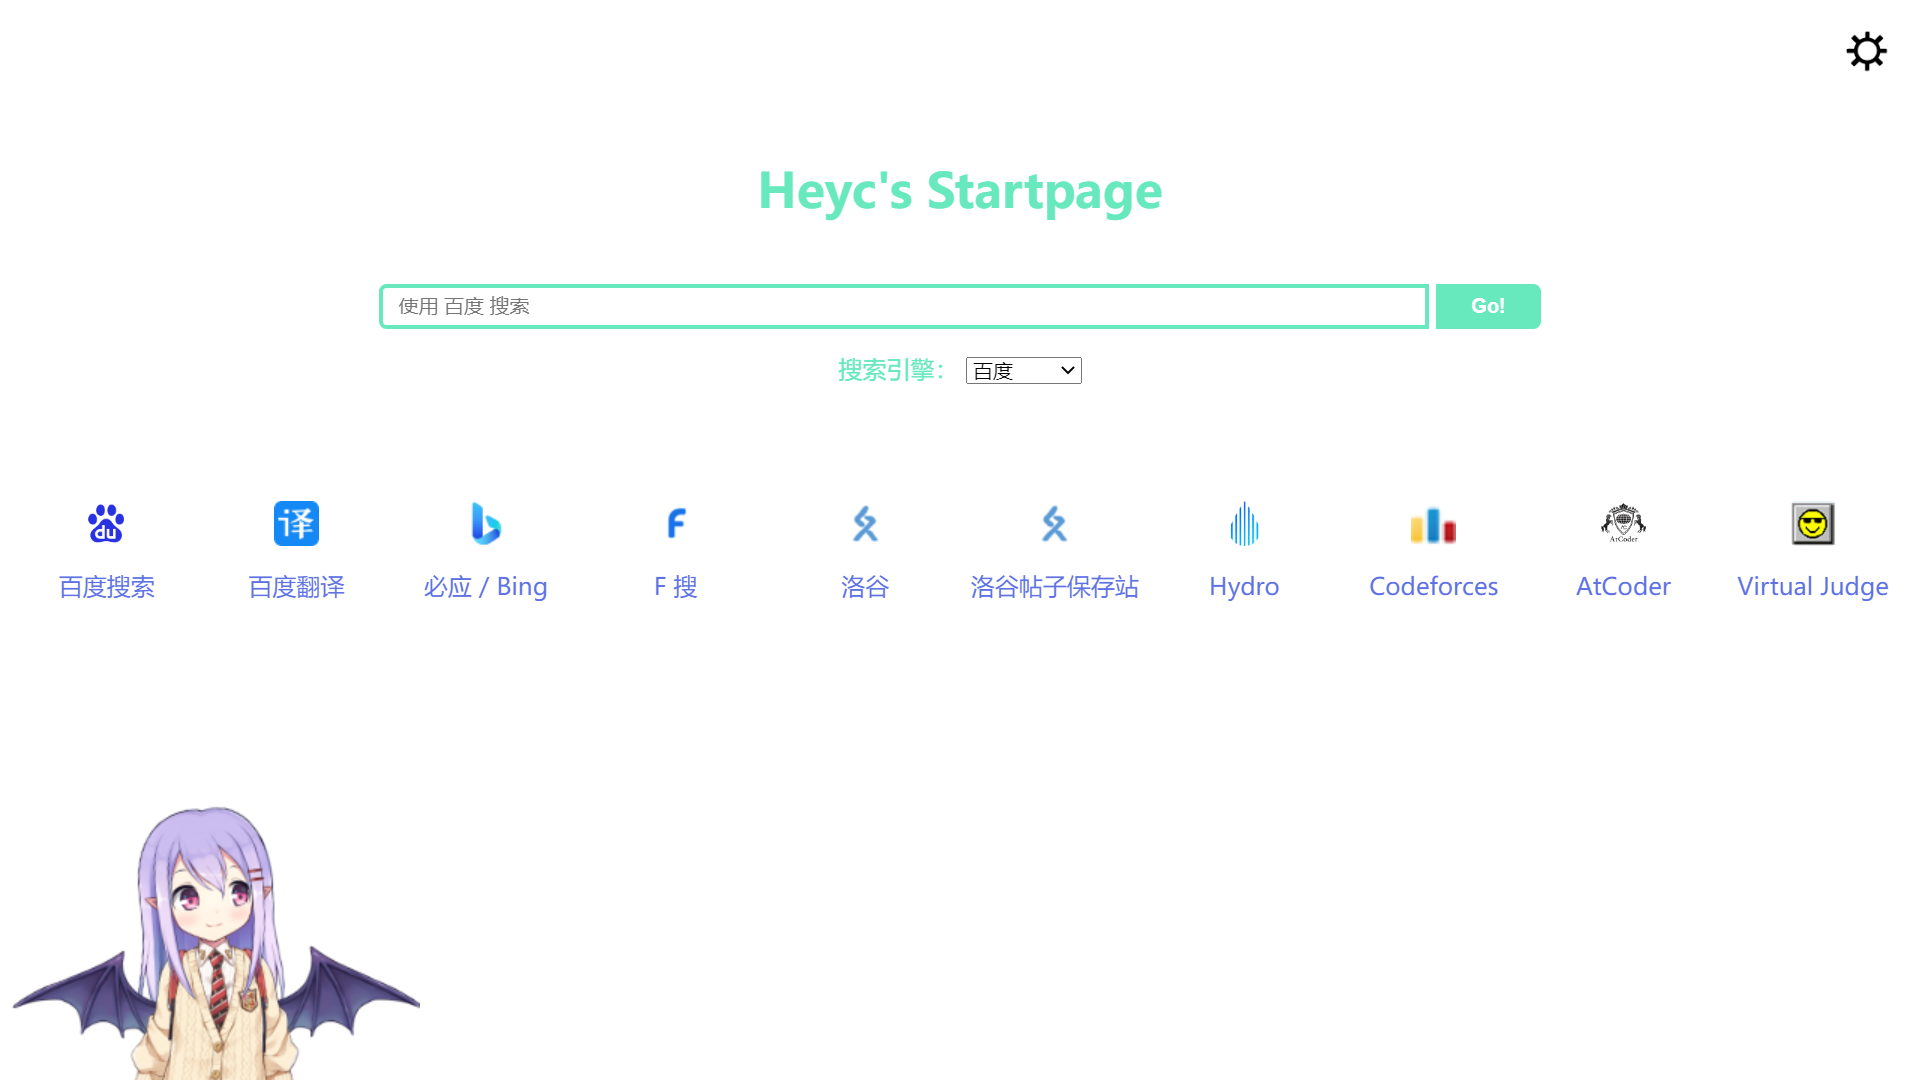 Heyc's Startpage
使用 百度 搜索
Go!
搜索引擎：
百度
du
译
AtCoder
百度搜索
百度翻译
必应 / Bing
F 搜
洛谷
洛谷帖子保存站
Hydro
Codeforces
AtCoder
Virtual Judge